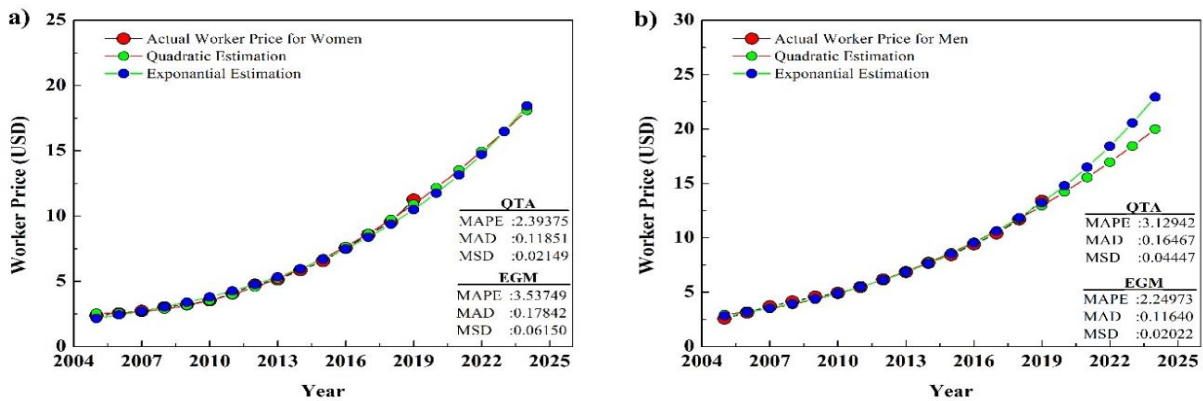 a)
Actual Worker Price for Women
Quadratic Estimation
Exponantial Estimation
Worker Price (USD)
25
20
15
10
5
0
QTA
MAPE :2.39375
MAD :0.11851
MSD :0.02149
EGM
MAPE :3.53749
MAD :0.17842
MSD :0.06150
2004 2007 2010 2013 2016 2019 2022 2025
Year
b)
Actual Worker Price for Men
Quadratic Estimation
Exponantial Estimation
Worker Price (USD)
30
25
20
15
10
5
0
QTA
MAPE :3.12942
MAD :0.16467
MSD :0.04447
EGM
MAPE :2.24973
MAD :0.11640
MSD :0.02022
2004 2007 2010 2013 2016 2019 2022 2025
Year